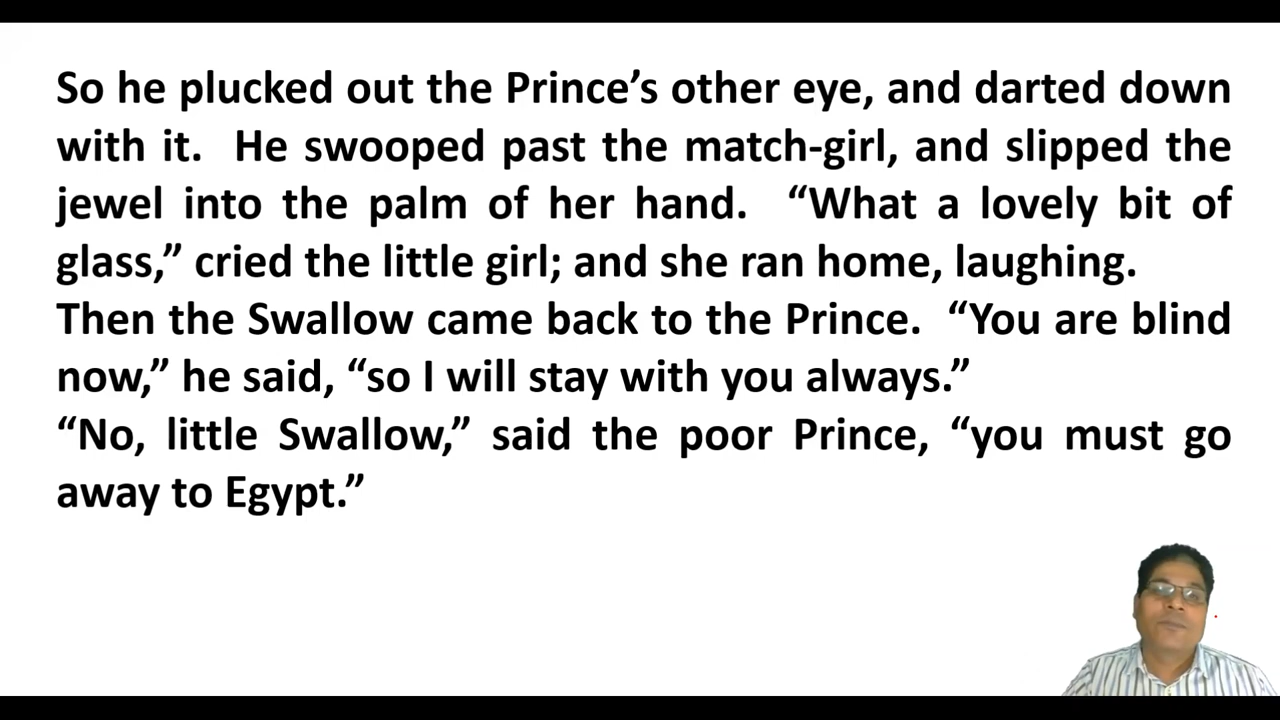 So he plucked out the Prince’s other eye, and darted down
with it.  He swooped past the match-girl, and slipped the
jewel into the palm of her hand.  “What a lovely bit of
glass,” cried the little girl; and she ran home, laughing.
Then the Swallow came back to the Prince.  “You are blind
now,” he said, “so I will stay with you always.”
“No, little Swallow,” said the poor Prince, “you must go
away to Egypt.”